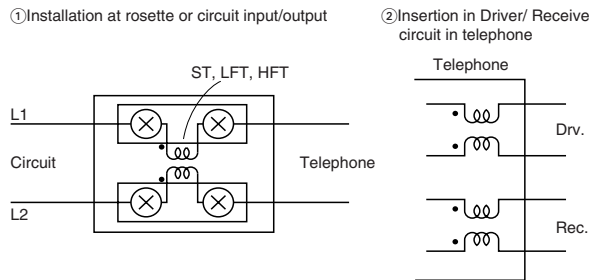 ①Installation at rosette or circuit input/output
ST, LFT, HFT
L1
Circuit
Telephone
L2
②Insertion in Driver/ Receive
circuit in telephone
Telephone
Drv.
Rec.